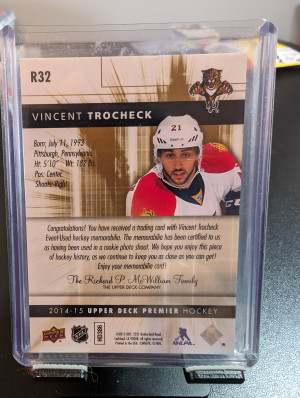 R32
VINCENT TROCHECK
21
Born: July 11, 1993
Pittsburgh, Pennsylvania
Ht: 5'10" - Wt: 182 lbs.
Pos: Center
Shoots: Right
Congratulations! You have received a trading card with Vincent Trocheck
Event-Used hockey memorabilia. The memorabilia has been certified to us
as having been used in a rookie photo shoot. We hope you enjoy this piece
of hockey history, as we continue to keep you as close as you can get!
Enjoy your memorabilia card!
The Richard P. McWilliam Family
THE UPPER DECK COMPANY
2014-15 UPPER DECK PREMIER HOCKEY
NHL
NHLPA